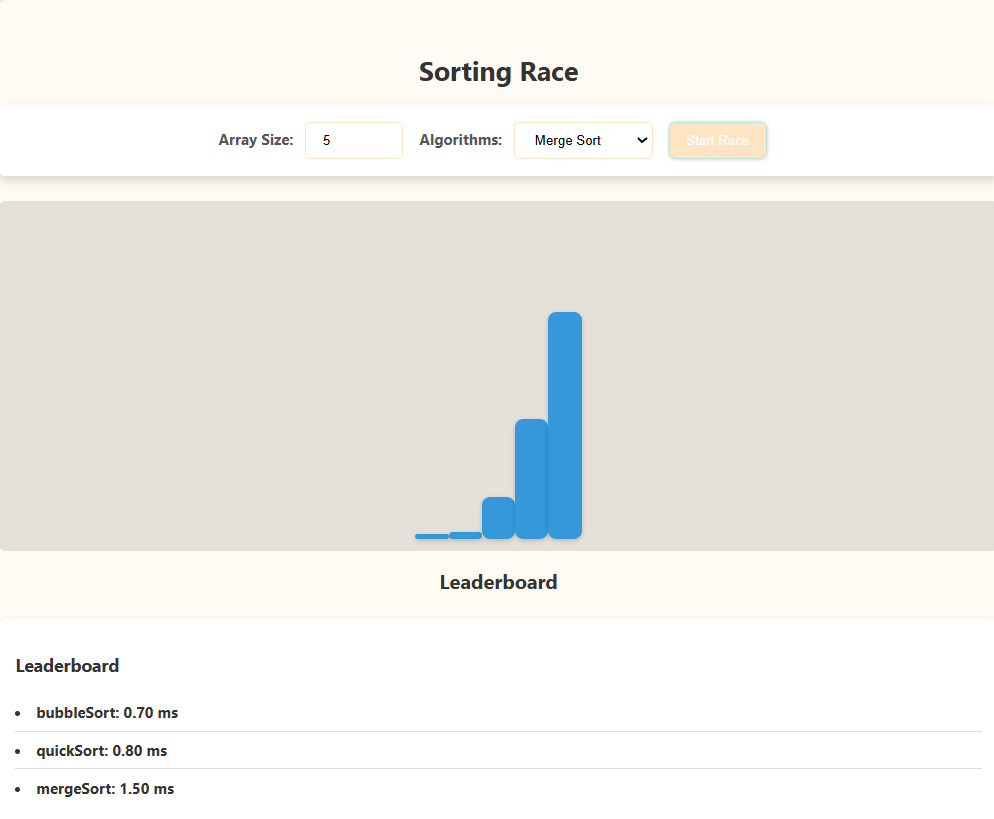 Sorting Race
Array Size: 5 Algorithms: Merge Sort Start Race
Leaderboard
Leaderboard
bubbleSort: 0.70 ms
quickSort: 0.80 ms
mergeSort: 1.50 ms